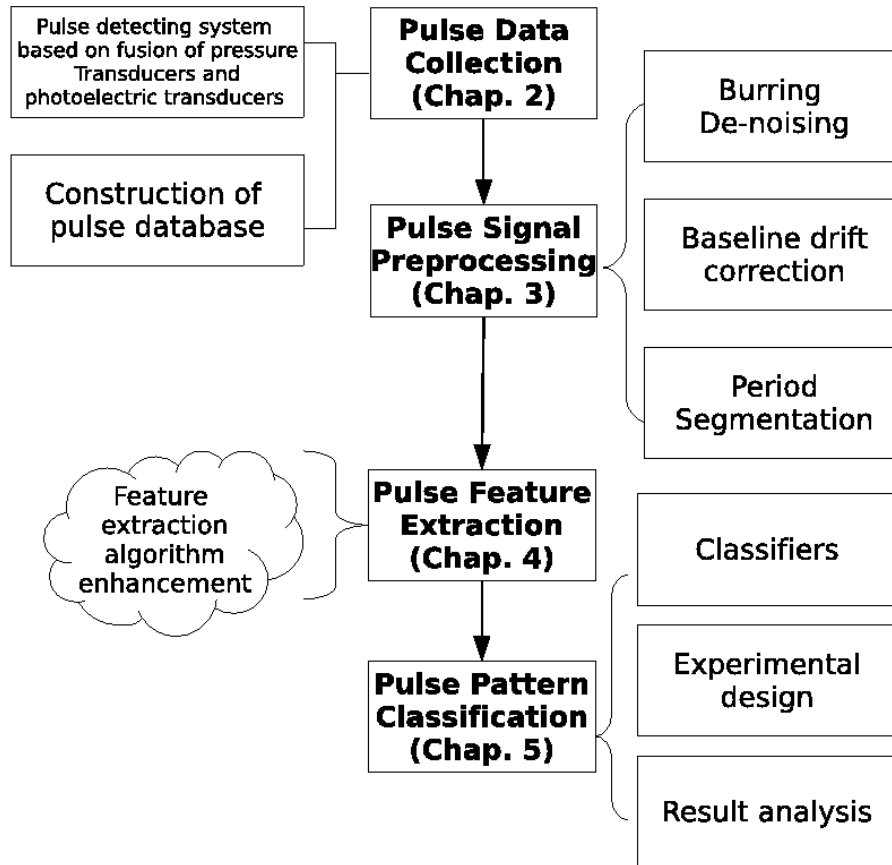 Pulse detecting system
based on fusion of pressure
Transducers and
photoelectric transducers
Construction of
pulse database
Pulse Data
Collection
(Chap. 2)
Pulse Signal
Preprocessing
(Chap. 3)
Burring
De-noising
Baseline drift
correction
Period
Segmentation
Feature
extraction
algorithm
enhancement
Pulse Feature
Extraction
(Chap. 4)
Pulse Pattern
Classification
(Chap. 5)
Classifiers
Experimental
design
Result analysis